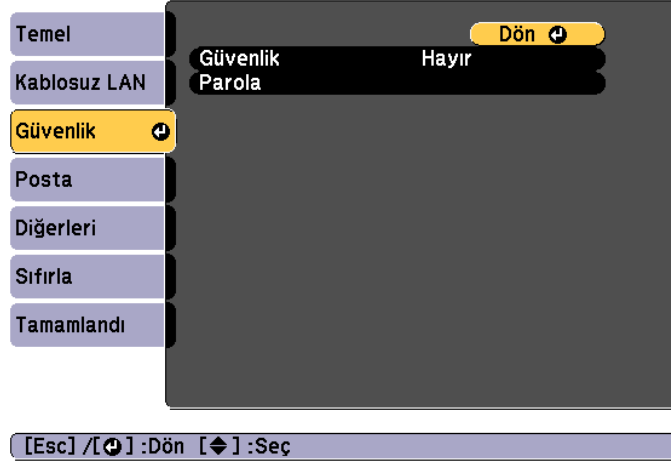 Temel
Kablosuz LAN
Güvenlik
Posta
Diğerleri
Sıfırla
Tamamlandı
Dön
Güvenlik Hayır
Parola
[Esc] /[ ] :Dön [ ] :Seç